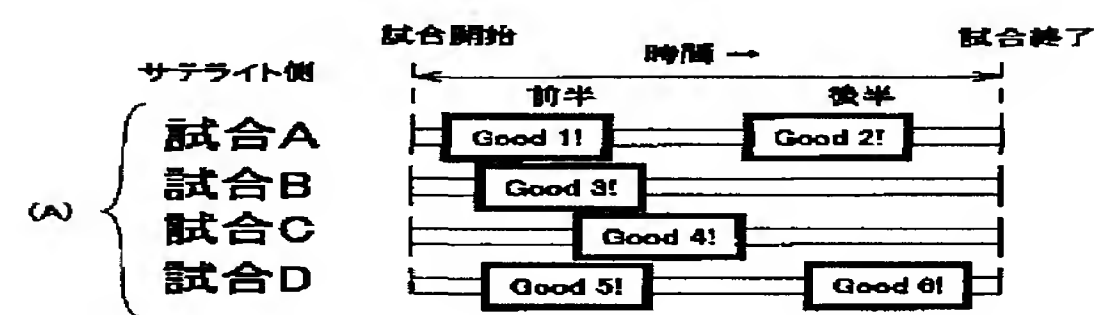 試合開始 時間 → 試合終了
サテライト側
前半 後半
試合A Good 1! Good 2!
試合B Good 3!
(A)
試合C Good 4!
試合D Good 5! Good 6!